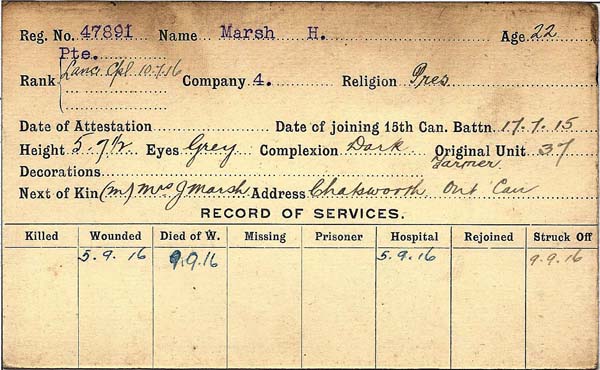 Reg. No. 47891 Name Marsh H. Age 22
Pte.
Rank Lance Cpl 10.7.16 Company 4. Religion Pres
Date of Attestation Date of joining 15th Can. Battn. 17.7.15
Height 5.7½ Eyes Grey Complexion Dark Original Unit 37
Decorations Farmer.
Next of Kin (M) Mrs J Marsh Address Chatsworth Ont Can
RECORD OF SERVICES.
Killed Wounded Died of W. Missing Prisoner Hospital Rejoined Struck Off
5.9.16 9.9.16 5.9.16 9.9.16